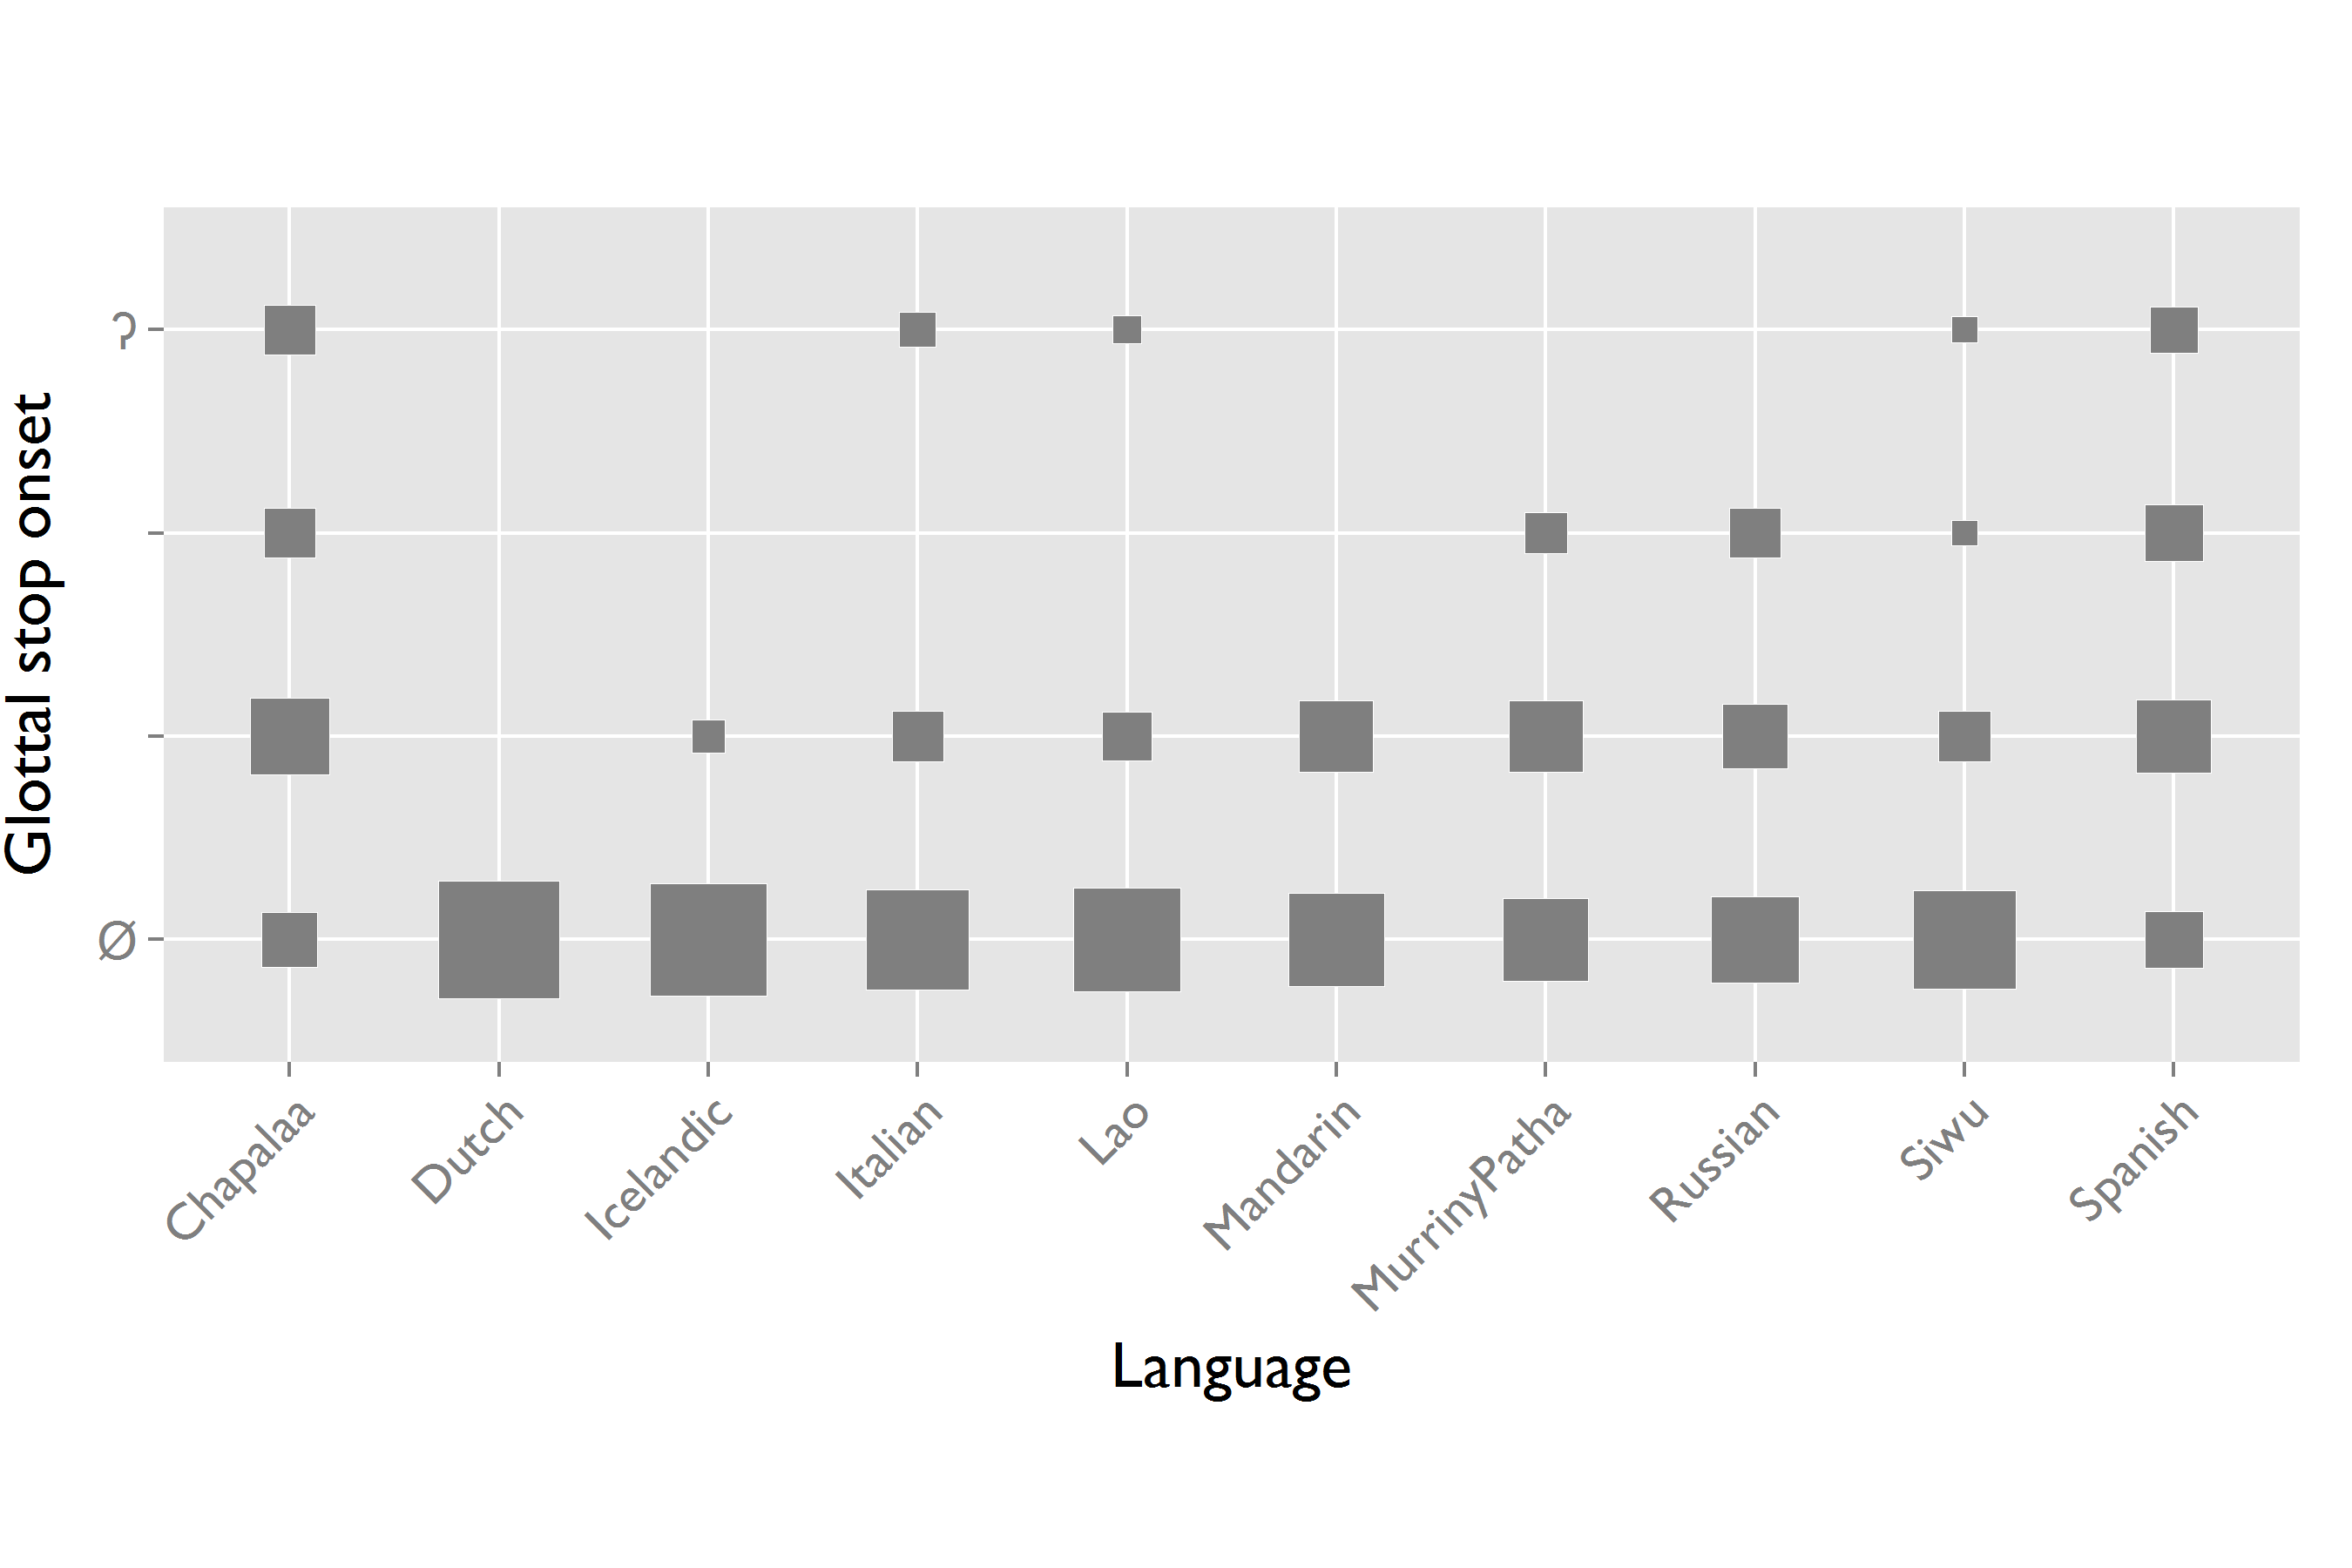 Glottal stop onset
ʔ
Ø
Chapalaa
Dutch
Icelandic
Italian
Lao
Mandarin
MurrinyPatha
Russian
Siwu
Spanish
Language